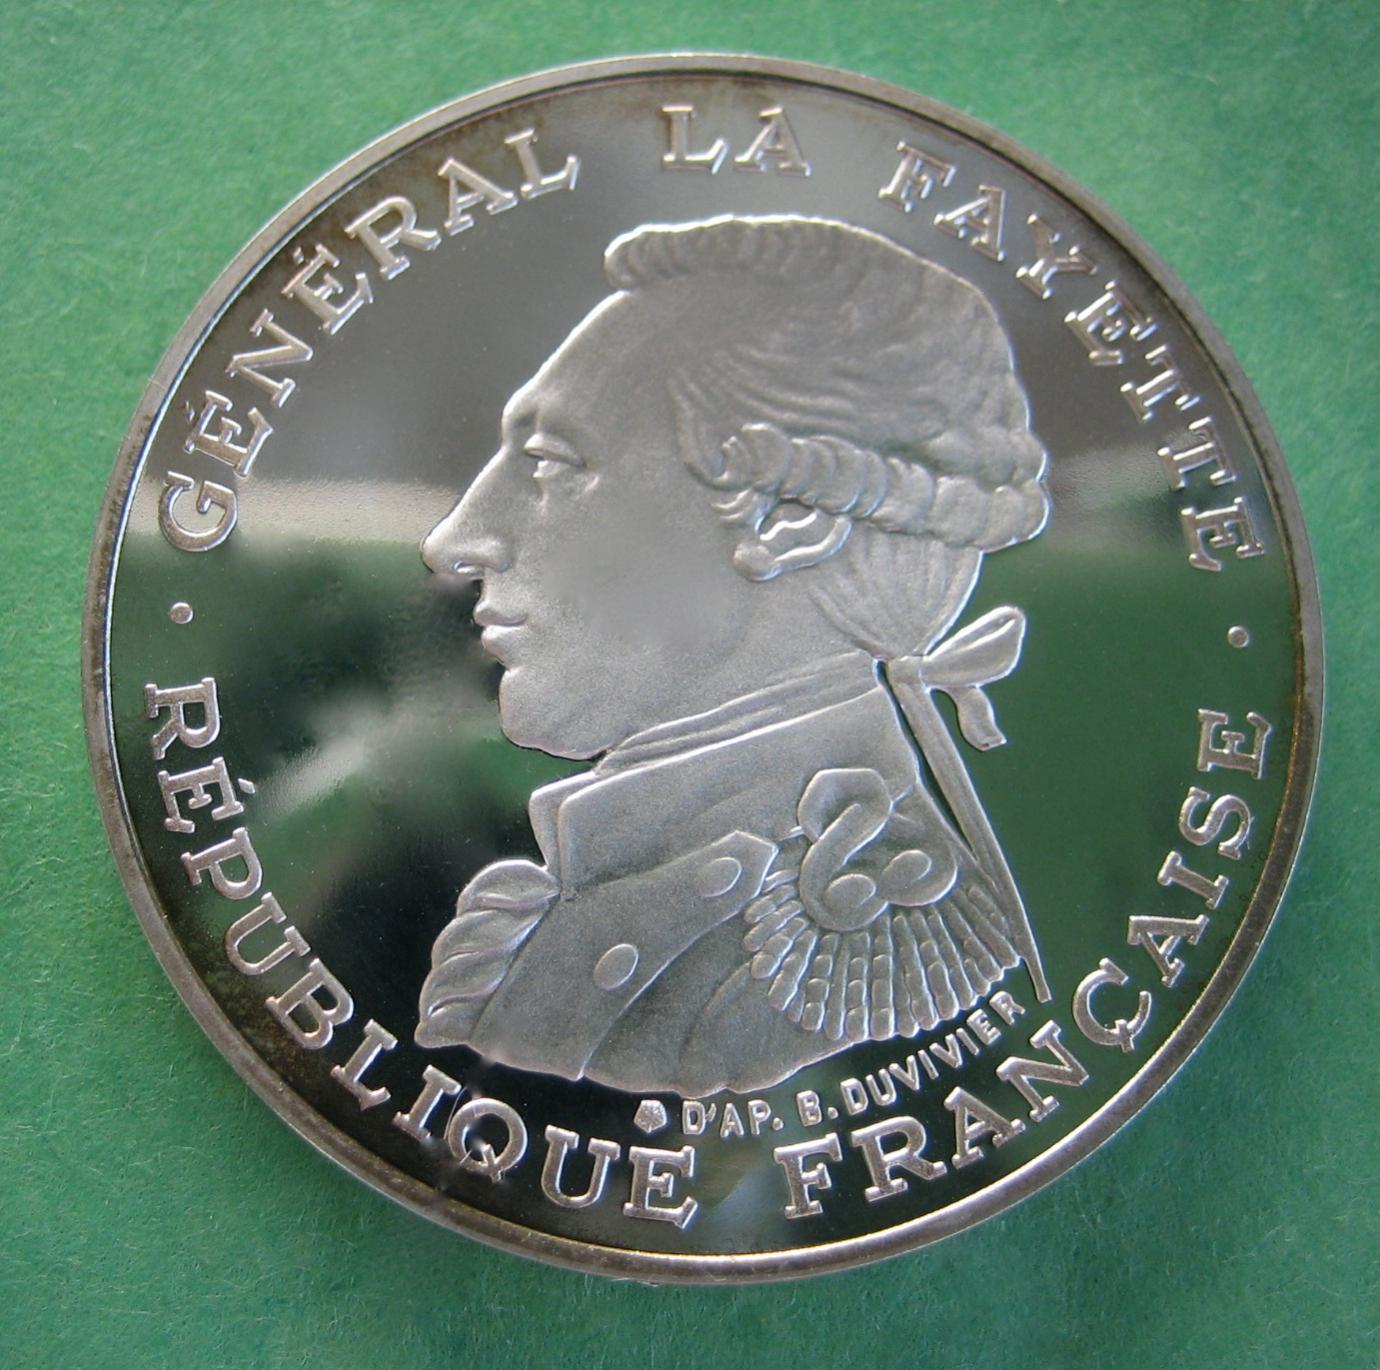 · GÉNÉRAL LA FAYETTE ·
RÉPUBLIQUE FRANÇAISE
D'AP. B. DUVIVIER